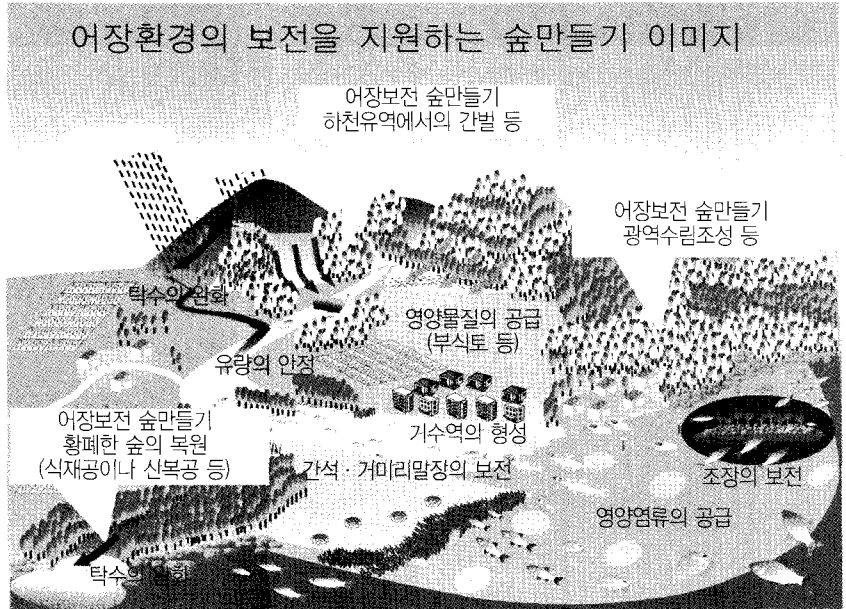 어장환경의 보전을 지원하는 숲만들기 이미지
어장보전 숲만들기
하천유역에서의 간벌 등
어장보전 숲만들기
광역수림조성 등
탁수의 완화
영양물질의 공급
(부식토 등)
유량의 안정
어장보전 숲만들기
황폐한 숲의 복원
(식재공이나 산복공 등)
거수역의 형성
간석·거미리말장의 보전
조장의 보전
영양염류의 공급
탁수의 완화